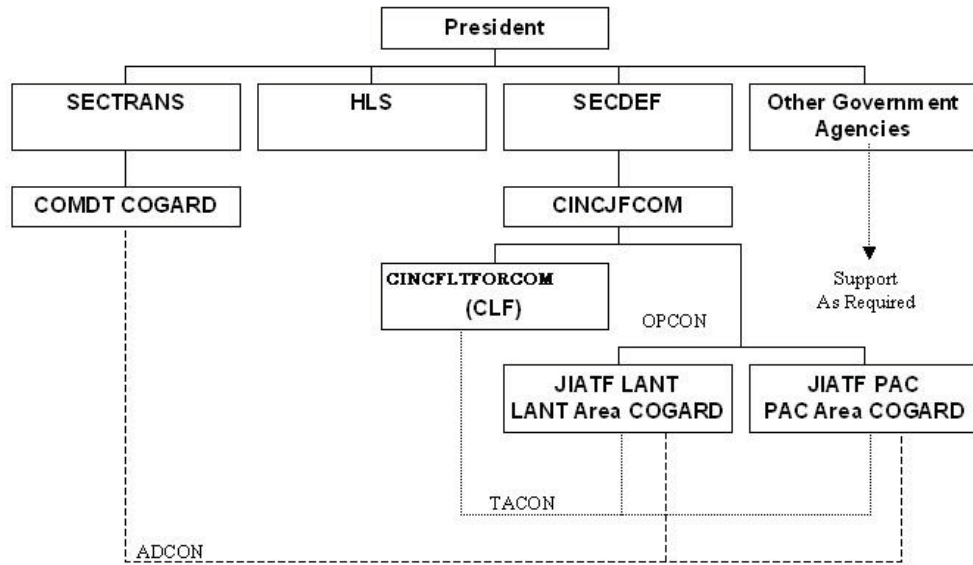 President
SECTRANS
HLS
SECDEF
Other Government
Agencies
COMDT COGARD
CINCJFCOM
CINCFLTFORCOM
(CLF)
Support
As Required
OPCON
JIATF LANT
LANT Area COGARD
JIATF PAC
PAC Area COGARD
TACON
ADCON